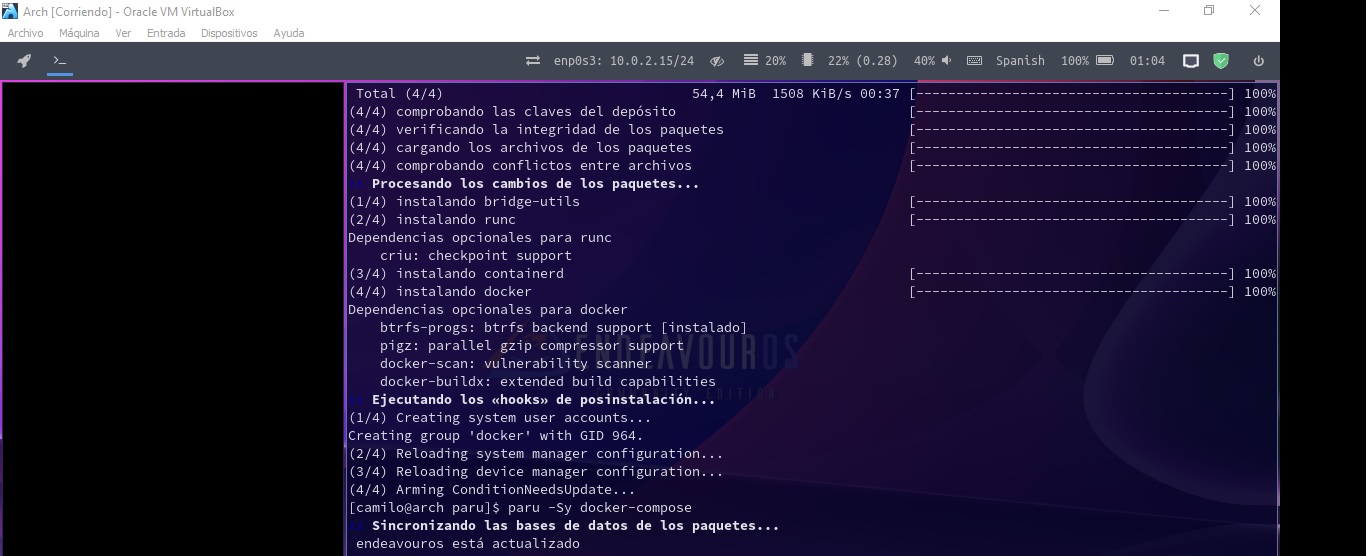 Arch [Corriendo] - Oracle VM VirtualBox
Archivo Máquina Ver Entrada Dispositivos Ayuda
enp0s3: 10.0.2.15/24 20% 22% (0.28) 40% Spanish 100% 01:04
Total (4/4) 54,4 MiB 1508 KiB/s 00:37 [---------------------------------------] 100%
(4/4) comprobando las claves del depósito [---------------------------------------] 100%
(4/4) verificando la integridad de los paquetes [---------------------------------------] 100%
(4/4) cargando los archivos de los paquetes [---------------------------------------] 100%
(4/4) comprobando conflictos entre archivos [---------------------------------------] 100%
:: Procesando los cambios de los paquetes...
(1/4) instalando bridge-utils [---------------------------------------] 100%
(2/4) instalando runc [---------------------------------------] 100%
Dependencias opcionales para runc
criu: checkpoint support
(3/4) instalando containerd [---------------------------------------] 100%
(4/4) instalando docker [---------------------------------------] 100%
Dependencias opcionales para docker
btrfs-progs: btrfs backend support [instalado]
pigz: parallel gzip compressor support
docker-scan: vulnerability scanner
docker-buildx: extended build capabilities
ENDEAVOUROS
COMMUNITY EDITION
:: Ejecutando los «hooks» de posinstalación...
(1/4) Creating system user accounts...
Creating group 'docker' with GID 964.
(2/4) Reloading system manager configuration...
(3/4) Reloading device manager configuration...
(4/4) Arming ConditionNeedsUpdate...
[camilo@arch paru]$ paru -Sy docker-compose
:: Sincronizando las bases de datos de los paquetes...
endeavouros está actualizado